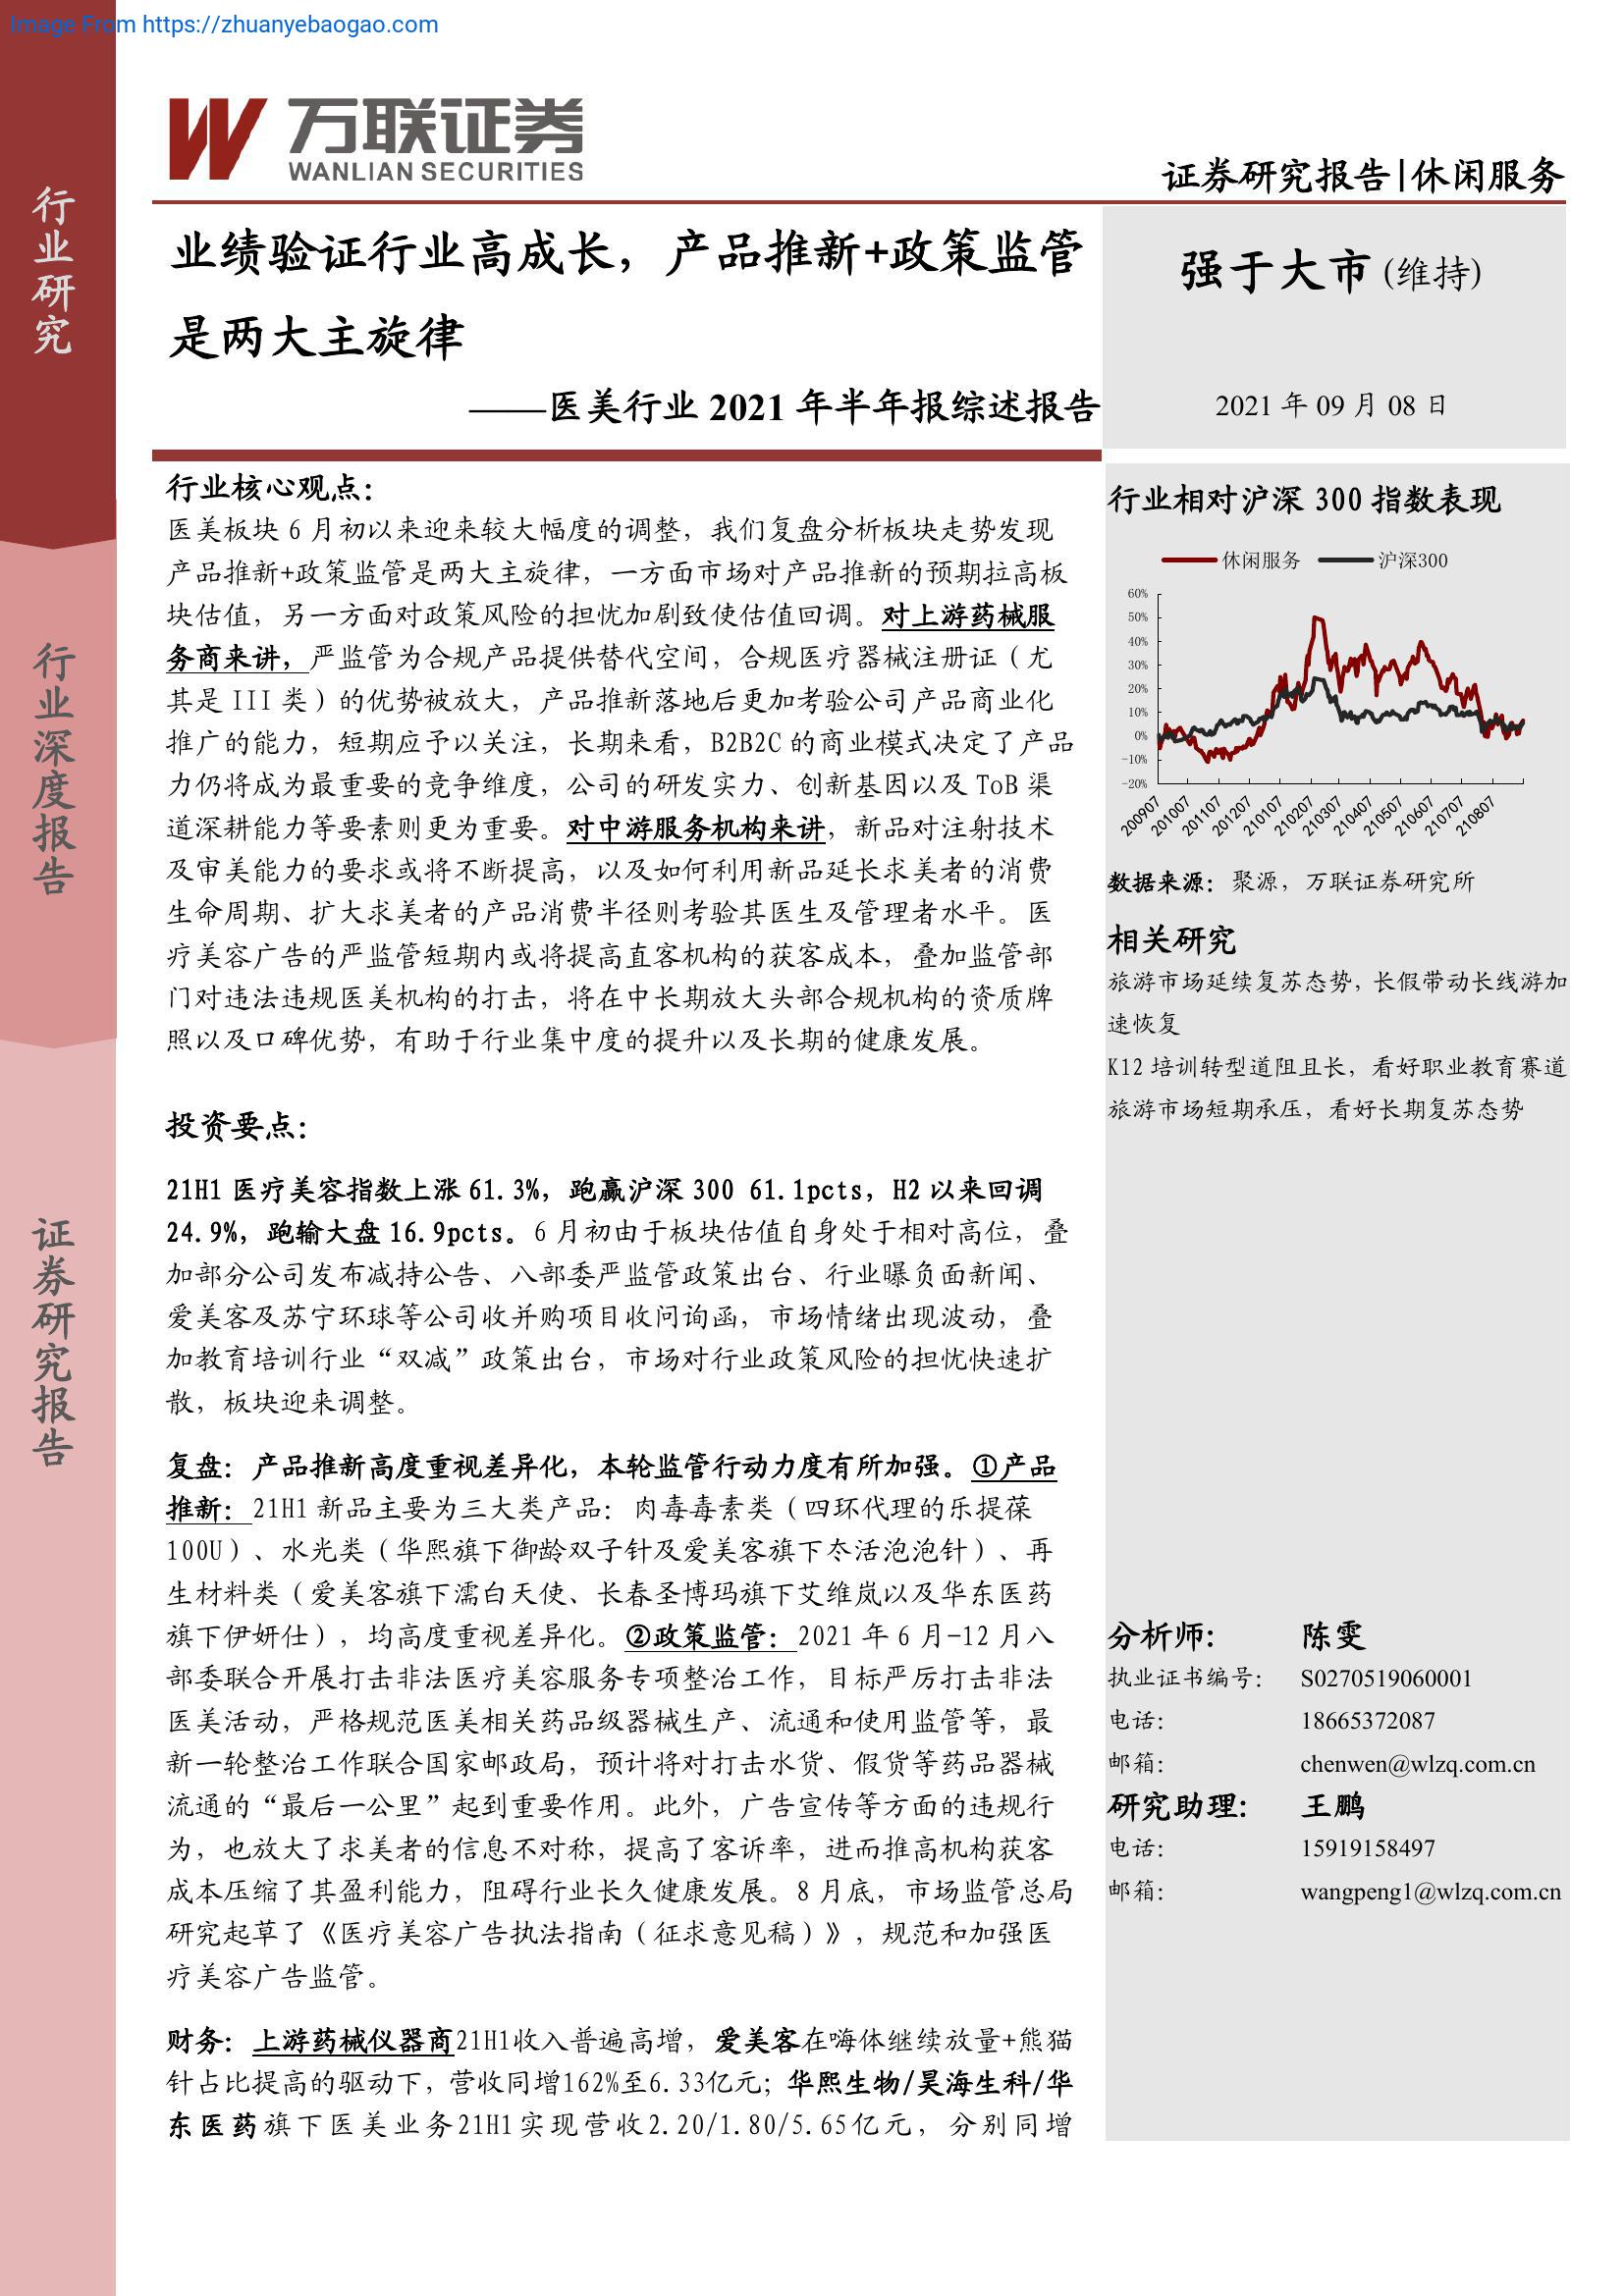 Image From https://zhuanyebaogao.com
万联证券
WANLIAN SECURITIES
证券研究报告|休闲服务
行业研究
行业深度报告
证券研究报告
业绩验证行业高成长，产品推新+政策监管
是两大主旋律
——医美行业 2021 年半年报综述报告
强于大市(维持)
2021 年 09 月 08 日
行业核心观点：
医美板块 6 月初以来迎来较大幅度的调整，我们复盘分析板块走势发现
产品推新+政策监管是两大主旋律，一方面市场对产品推新的预期拉高板
块估值，另一方面对政策风险的担忧加剧致使估值回调。对上游药械服
务商来讲，严监管为合规产品提供替代空间，合规医疗器械注册证（尤
其是 III 类）的优势被放大，产品推新落地后更加考验公司产品商业化
推广的能力，短期应予以关注，长期来看，B2B2C 的商业模式决定了产品
力仍将成为最重要的竞争维度，公司的研发实力、创新基因以及 ToB 渠
道深耕能力等要素则更为重要。对中游服务机构来讲，新品对注射技术
及审美能力的要求或将不断提高，以及如何利用新品延长求美者的消费
生命周期、扩大求美者的产品消费半径则考验其医生及管理者水平。医
疗美容广告的严监管短期内或将提高直客机构的获客成本，叠加监管部
门对违法违规医美机构的打击，将在中长期放大头部合规机构的资质牌
照以及口碑优势，有助于行业集中度的提升以及长期的健康发展。
投资要点：
21H1 医疗美容指数上涨 61.3%，跑赢沪深 300 61.1pcts，H2 以来回调
24.9%，跑输大盘 16.9pcts。6 月初由于板块估值自身处于相对高位，叠
加部分公司发布减持公告、八部委严监管政策出台、行业曝负面新闻、
爱美客及苏宁环球等公司收并购项目收问询函，市场情绪出现波动，叠
加教育培训行业“双减”政策出台，市场对行业政策风险的担忧快速扩
散，板块迎来调整。
复盘：产品推新高度重视差异化，本轮监管行动力度有所加强。①产品
推新：21H1 新品主要为三大类产品：肉毒毒素类（四环代理的乐提葆
100U）、水光类（华熙旗下御龄双子针及爱美客旗下冭活泡泡针）、再
生材料类（爱美客旗下濡白天使、长春圣博玛旗下艾维岚以及华东医药
旗下伊妍仕），均高度重视差异化。②政策监管：2021 年 6 月-12 月八
部委联合开展打击非法医疗美容服务专项整治工作，目标严厉打击非法
医美活动，严格规范医美相关药品级器械生产、流通和使用监管等，最
新一轮整治工作联合国家邮政局，预计将对打击水货、假货等药品器械
流通的“最后一公里”起到重要作用。此外，广告宣传等方面的违规行
为，也放大了求美者的信息不对称，提高了客诉率，进而推高机构获客
成本压缩了其盈利能力，阻碍行业长久健康发展。8 月底，市场监管总局
研究起草了《医疗美容广告执法指南（征求意见稿）》，规范和加强医
疗美容广告监管。
财务：上游药械仪器商21H1收入普遍高增，爱美客在嗨体继续放量+熊猫
针占比提高的驱动下，营收同增162%至6.33亿元；华熙生物/昊海生科/华
东医药旗下医美业务21H1实现营收2.20/1.80/5.65亿元，分别同增
行业相对沪深 300 指数表现
休闲服务 沪深300
60%
50%
40%
30%
20%
10%
0%
-10%
-20%
200907 201007 201107 201207 210107 210207 210307 210407 210507 210607 210707 210807
数据来源：聚源，万联证券研究所
相关研究
旅游市场延续复苏态势，长假带动长线游加
速恢复
K12 培训转型道阻且长，看好职业教育赛道
旅游市场短期承压，看好长期复苏态势
分析师： 陈雯
执业证书编号： S0270519060001
电话： 18665372087
邮箱： chenwen@wlzq.com.cn
研究助理： 王鹏
电话： 15919158497
邮箱： wangpeng1@wlzq.com.cn